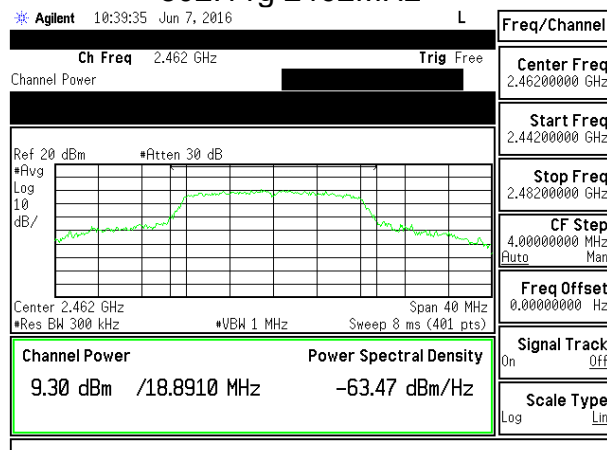 Agilent 10:39:35 Jun 7, 2016 L
Ch Freq 2.462 GHz Trig Free
Channel Power
Ref 20 dBm #Atten 30 dB
#Avg
Log
10
dB/
Center 2.462 GHz Span 40 MHz
#Res BW 300 kHz #VBW 1 MHz Sweep 8 ms (401 pts)
Channel Power Power Spectral Density
9.30 dBm /18.8910 MHz -63.47 dBm/Hz
Freq/Channel
Center Freq
2.46200000 GHz
Start Freq
2.44200000 GHz
Stop Freq
2.48200000 GHz
CF Step
4.00000000 MHz
Auto Man
Freq Offset
0.00000000 Hz
Signal Track
On Off
Scale Type
Log Lin